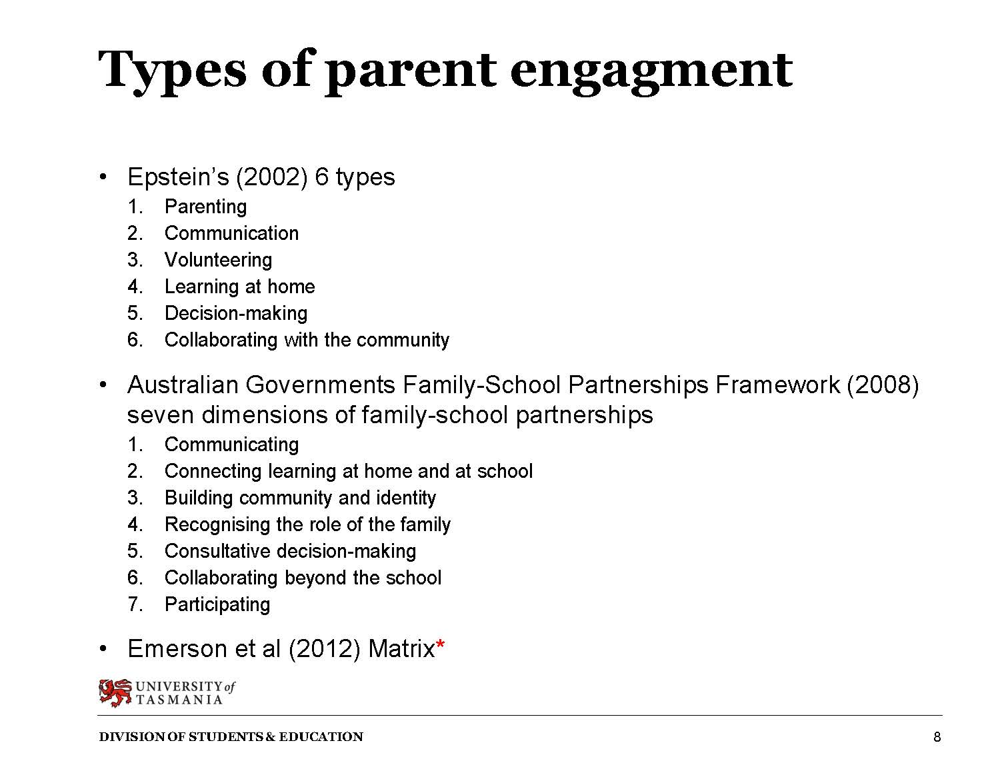 Types of parent engagment
• Epstein’s (2002) 6 types
1. Parenting
2. Communication
3. Volunteering
4. Learning at home
5. Decision-making
6. Collaborating with the community
• Australian Governments Family-School Partnerships Framework (2008)
seven dimensions of family-school partnerships
1. Communicating
2. Connecting learning at home and at school
3. Building community and identity
4. Recognising the role of the family
5. Consultative decision-making
6. Collaborating beyond the school
7. Participating
• Emerson et al (2012) Matrix*
UNIVERSITY of
TASMANIA
DIVISION OF STUDENTS & EDUCATION 8